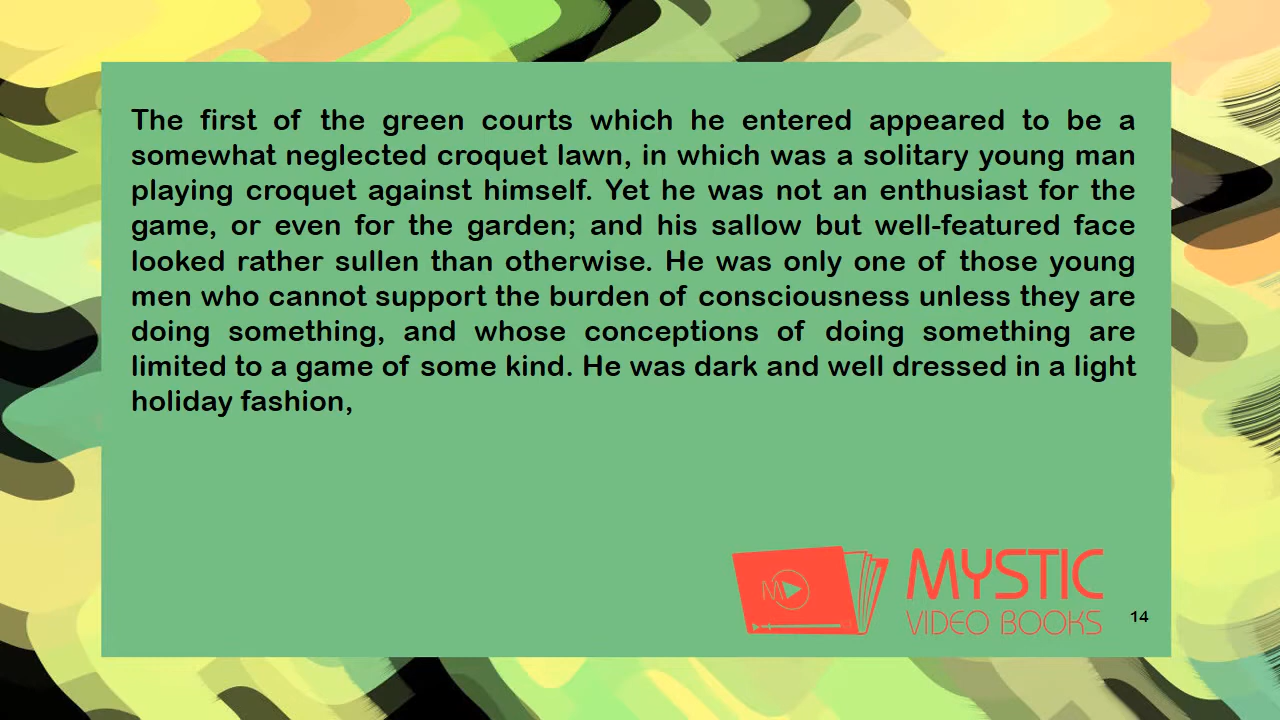 The first of the green courts which he entered appeared to be a
somewhat neglected croquet lawn, in which was a solitary young man
playing croquet against himself. Yet he was not an enthusiast for the
game, or even for the garden; and his sallow but well-featured face
looked rather sullen than otherwise. He was only one of those young
men who cannot support the burden of consciousness unless they are
doing something, and whose conceptions of doing something are
limited to a game of some kind. He was dark and well dressed in a light
holiday fashion,
M
MYSTIC
VIDEO BOOKS
14